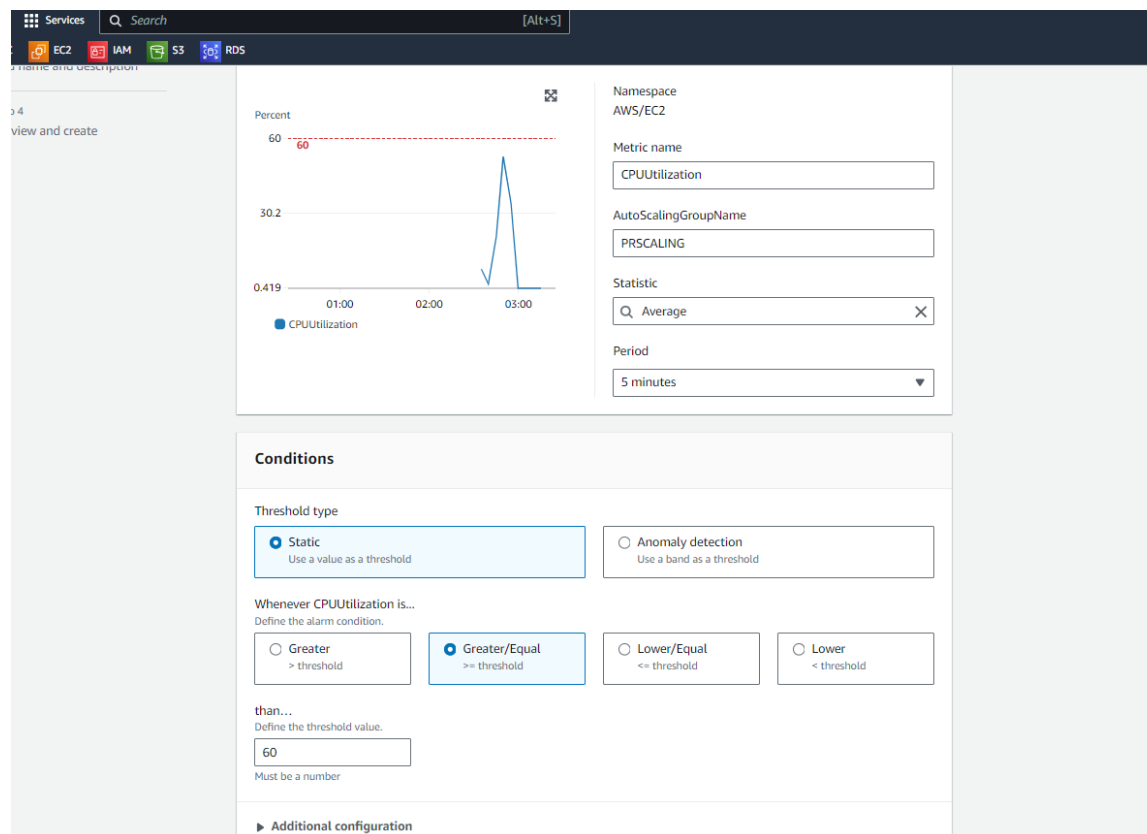 Services Search [Alt+S]
EC2 IAM S3 RDS
name and description
4
view and create
Percent
60
60
30.2
0.419
01:00 02:00 03:00
CPUUtilization
Namespace
AWS/EC2
Metric name
CPUUtilization
AutoScalingGroupName
PRSCALING
Statistic
Average
Period
5 minutes
Conditions
Threshold type
Static
Use a value as a threshold
Anomaly detection
Use a band as a threshold
Whenever CPUUtilization is...
Define the alarm condition.
Greater
> threshold
Greater/Equal
>= threshold
Lower/Equal
<= threshold
Lower
< threshold
than...
Define the threshold value.
60
Must be a number
Additional configuration